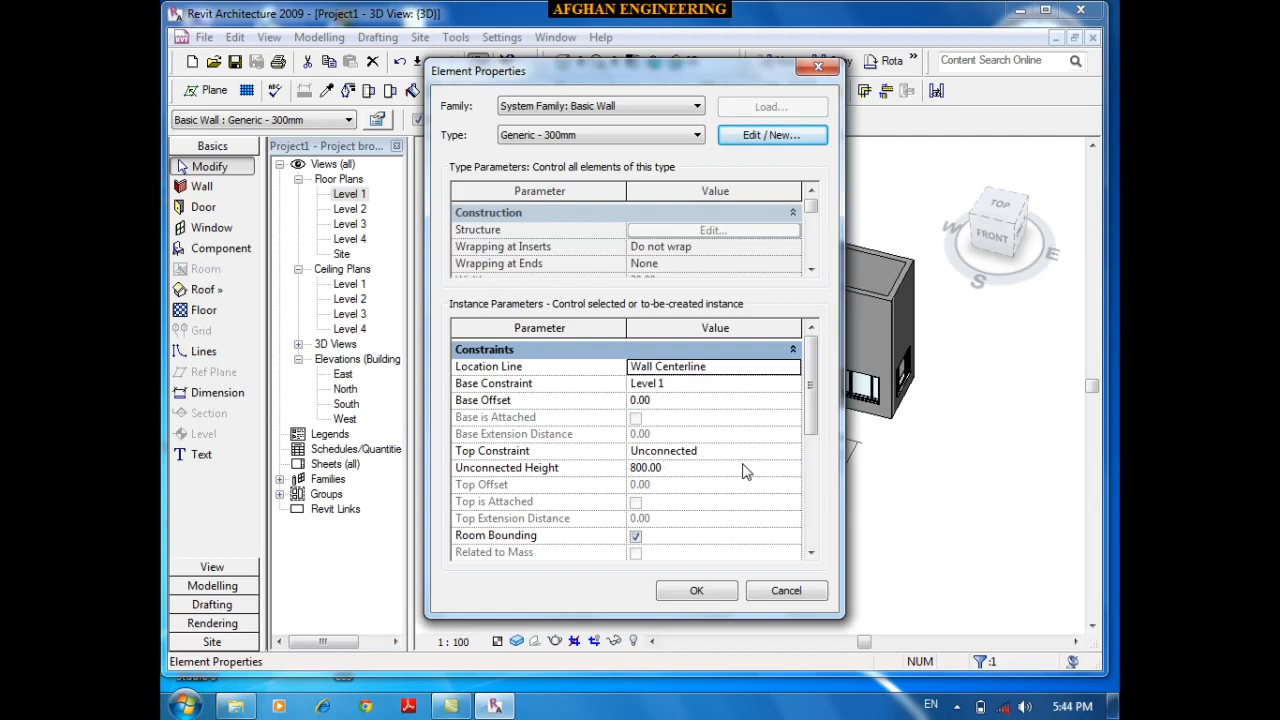 AFGHAN ENGINEERING
Revit Architecture 2009 - [Project1 - 3D View: {3D}]
File Edit View Modelling Drafting Site Tools Settings Window Help
Rota » Content Search Online
Plane
Basic Wall : Generic - 300mm
Basics
Modify
Wall
Door
Window
Component
Room
Roof »
Floor
Grid
Lines
Ref Plane
Dimension
Section
Level
Text
View
Modelling
Drafting
Rendering
Site
Project1 - Project bro...
Views (all)
Floor Plans
Level 1
Level 2
Level 3
Level 4
Site
Ceiling Plans
Level 1
Level 2
Level 3
Level 4
3D Views
Elevations (Building
East
North
South
West
Legends
Schedules/Quantitie
Sheets (all)
Families
Groups
Revit Links
Element Properties
Family: System Family: Basic Wall Load...
Type: Generic - 300mm Edit / New...
Type Parameters: Control all elements of this type
Parameter Value
Construction
Structure Edit...
Wrapping at Inserts Do not wrap
Wrapping at Ends None
Instance Parameters - Control selected or to-be-created instance
Parameter Value
Constraints
Location Line Wall Centerline
Base Constraint Level 1
Base Offset 0.00
Base is Attached
Base Extension Distance 0.00
Top Constraint Unconnected
Unconnected Height 800.00
Top Offset 0.00
Top is Attached
Top Extension Distance 0.00
Room Bounding
Related to Mass
OK Cancel
TOP
FRONT
W
E
S
1 : 100
Element Properties NUM :1
EN 5:44 PM